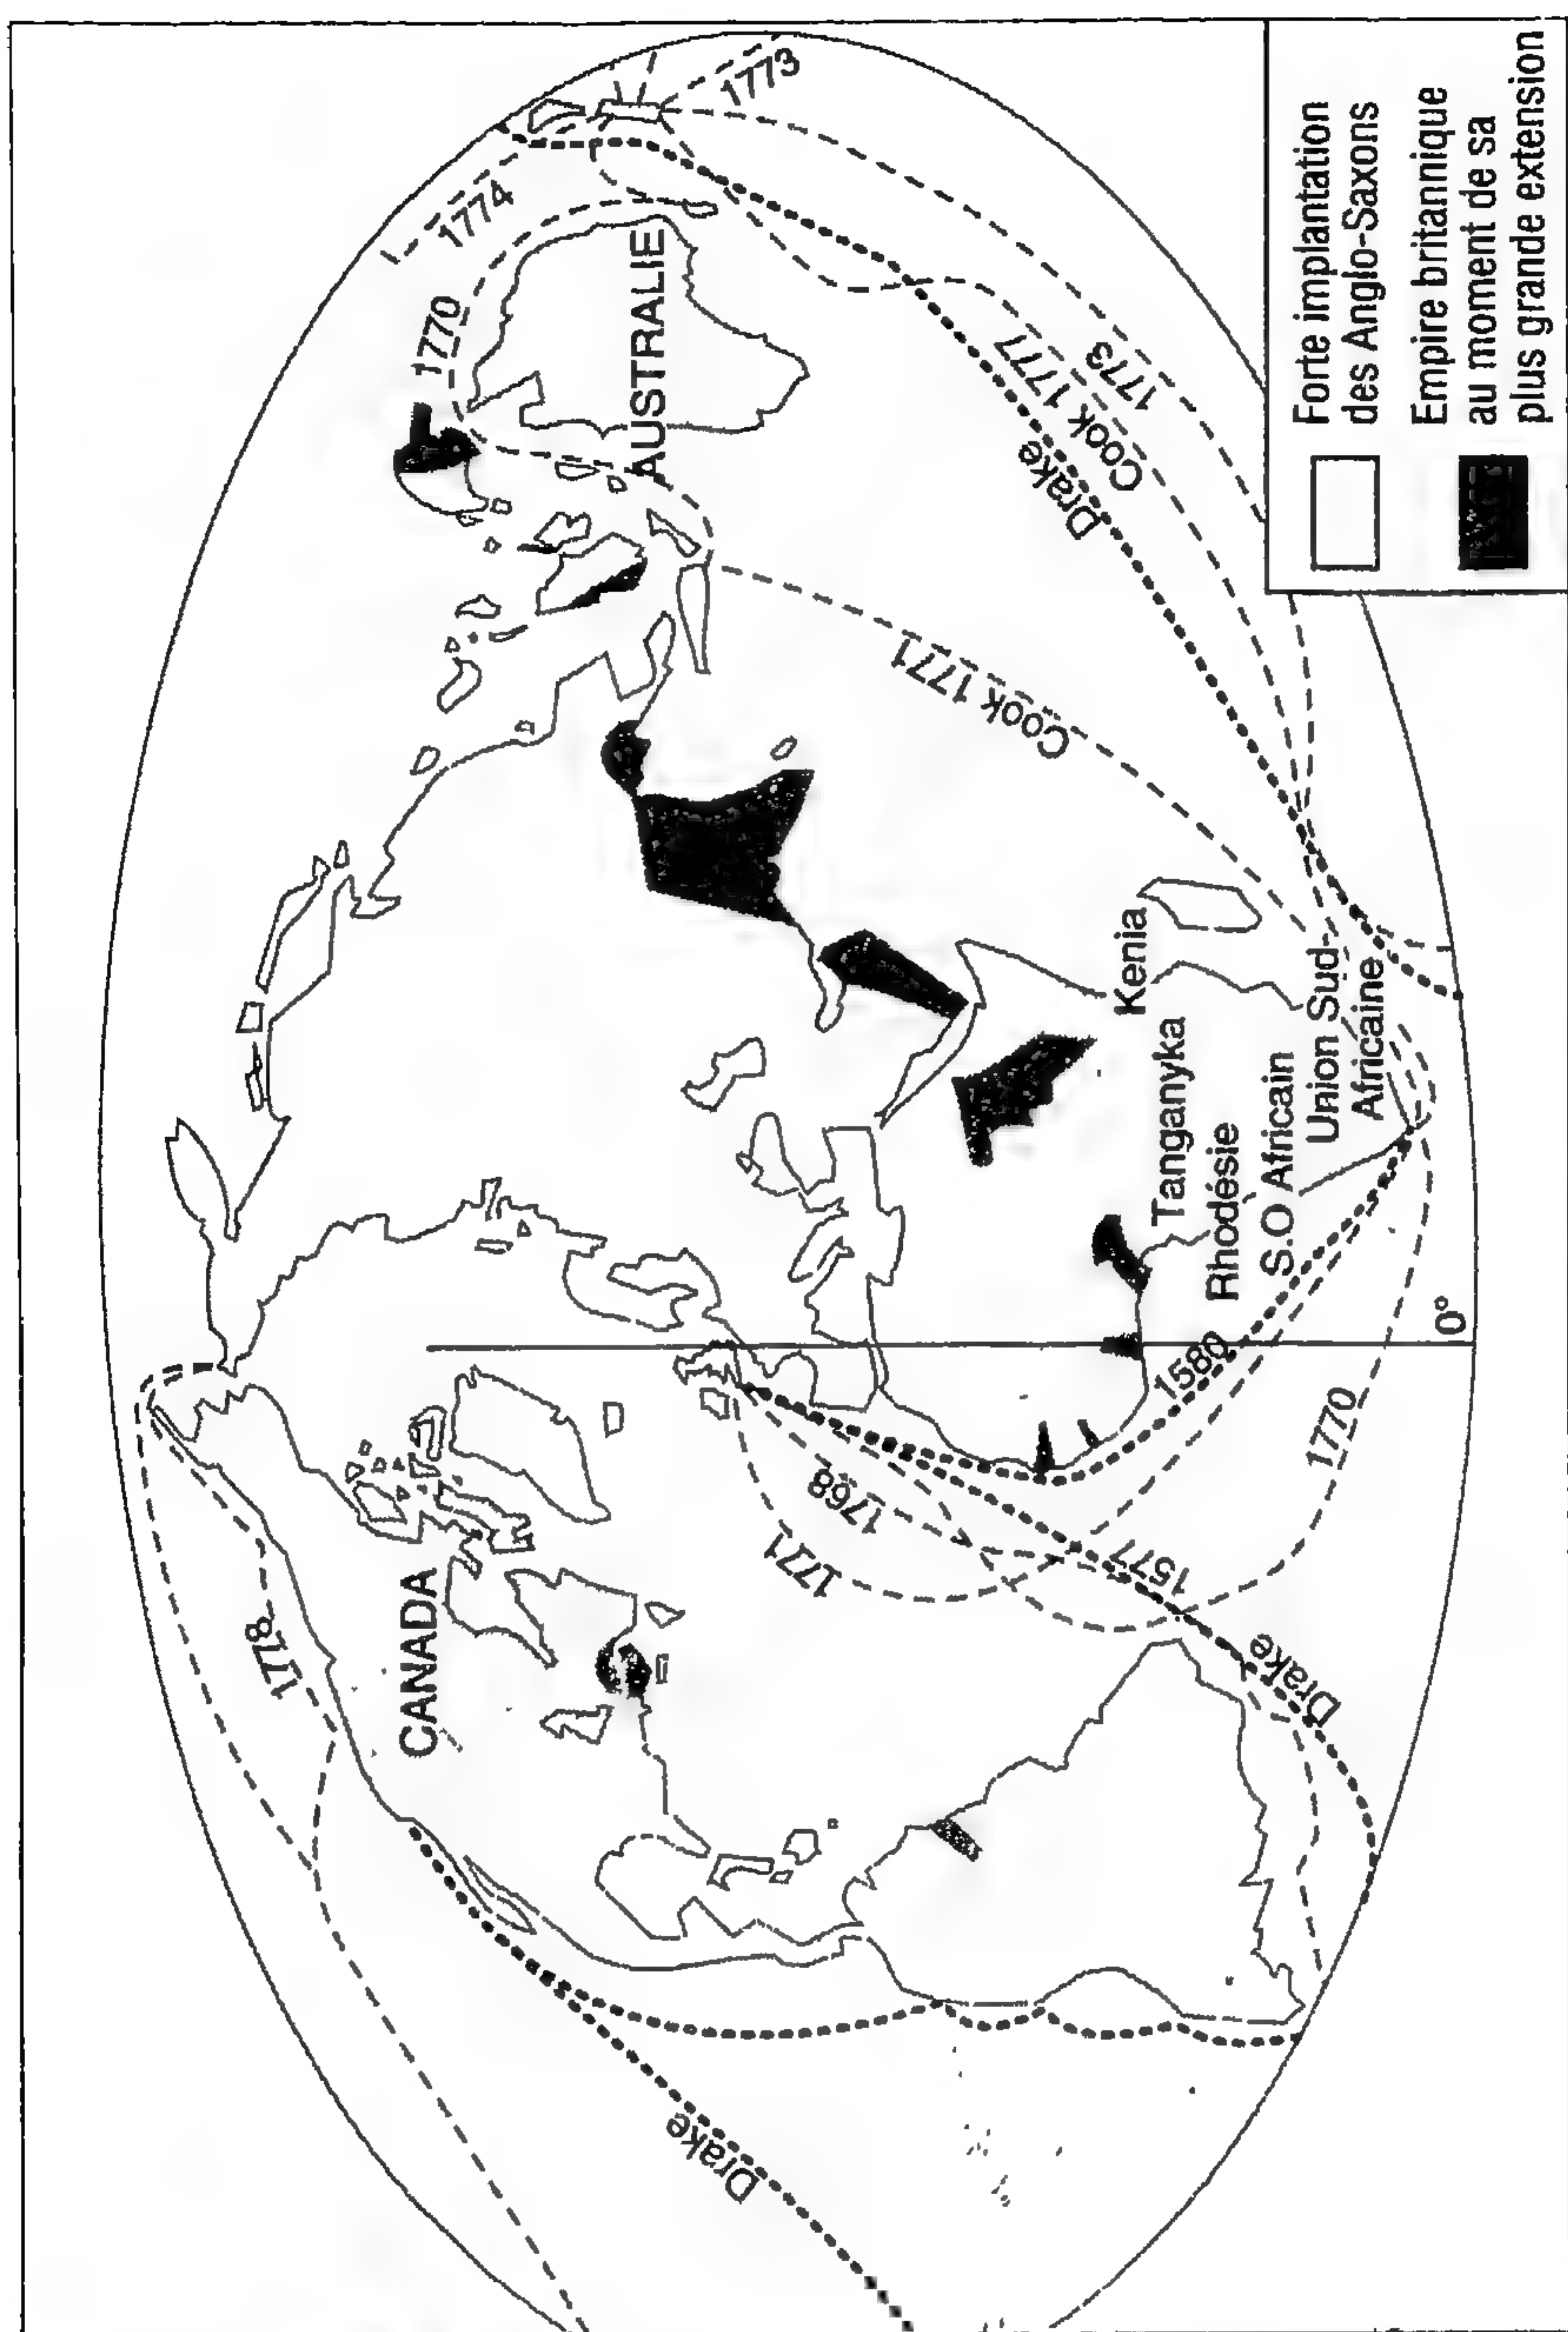 CANADA
1778
Drake
Drake
1577
1771
1768
1580
1770
0°
Tanganyka
Rhodésie
S.O Africain
Kenia
Union Sud-
Africaine
Cook 1771
Drake
Cook 1777
1773
AUSTRALIE
1770
1774
1773
Forte implantation
des Anglo-Saxons
Empire britannique
au moment de sa
plus grande extension